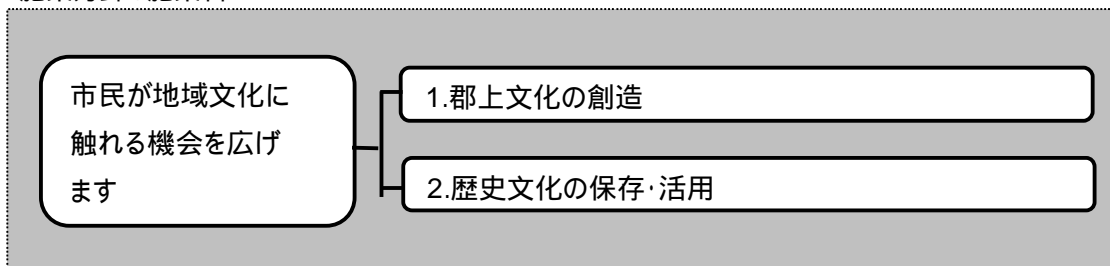 市民が地域文化に
触れる機会を広げ
ます
1.郡上文化の創造
2.歴史文化の保存･活用